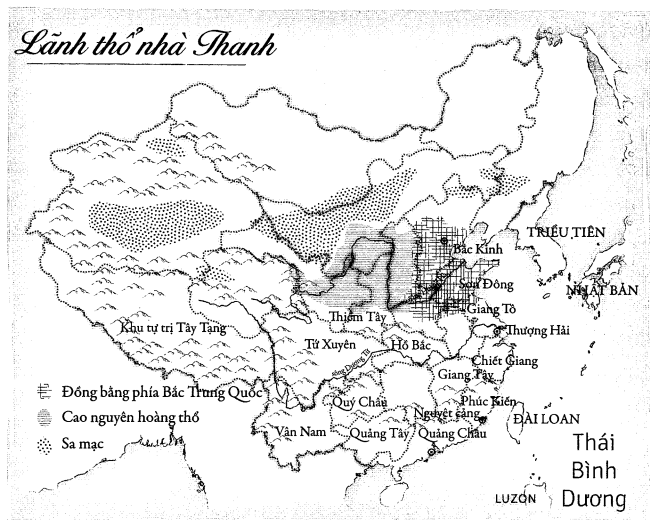 Lãnh thổ nhà Thanh
TRIỀU TIÊN
Bắc Kinh
Sơn Đông
NHẬT BẢN
Giang Tô
Thiểm Tây
Thượng Hải
Khu tự trị Tây Tạng
Tứ Xuyên
Hồ Bắc
Chiết Giang
Giang Tây
Đồng bằng phía Bắc Trung Quốc
Quý Châu
Phúc Kiến
Nguyệt cảng
Cao nguyên hoàng thổ
ĐÀI LOAN
Vân Nam
Quảng Tây
Quảng Châu
Sa mạc
Thái
Bình
Dương
LUZON